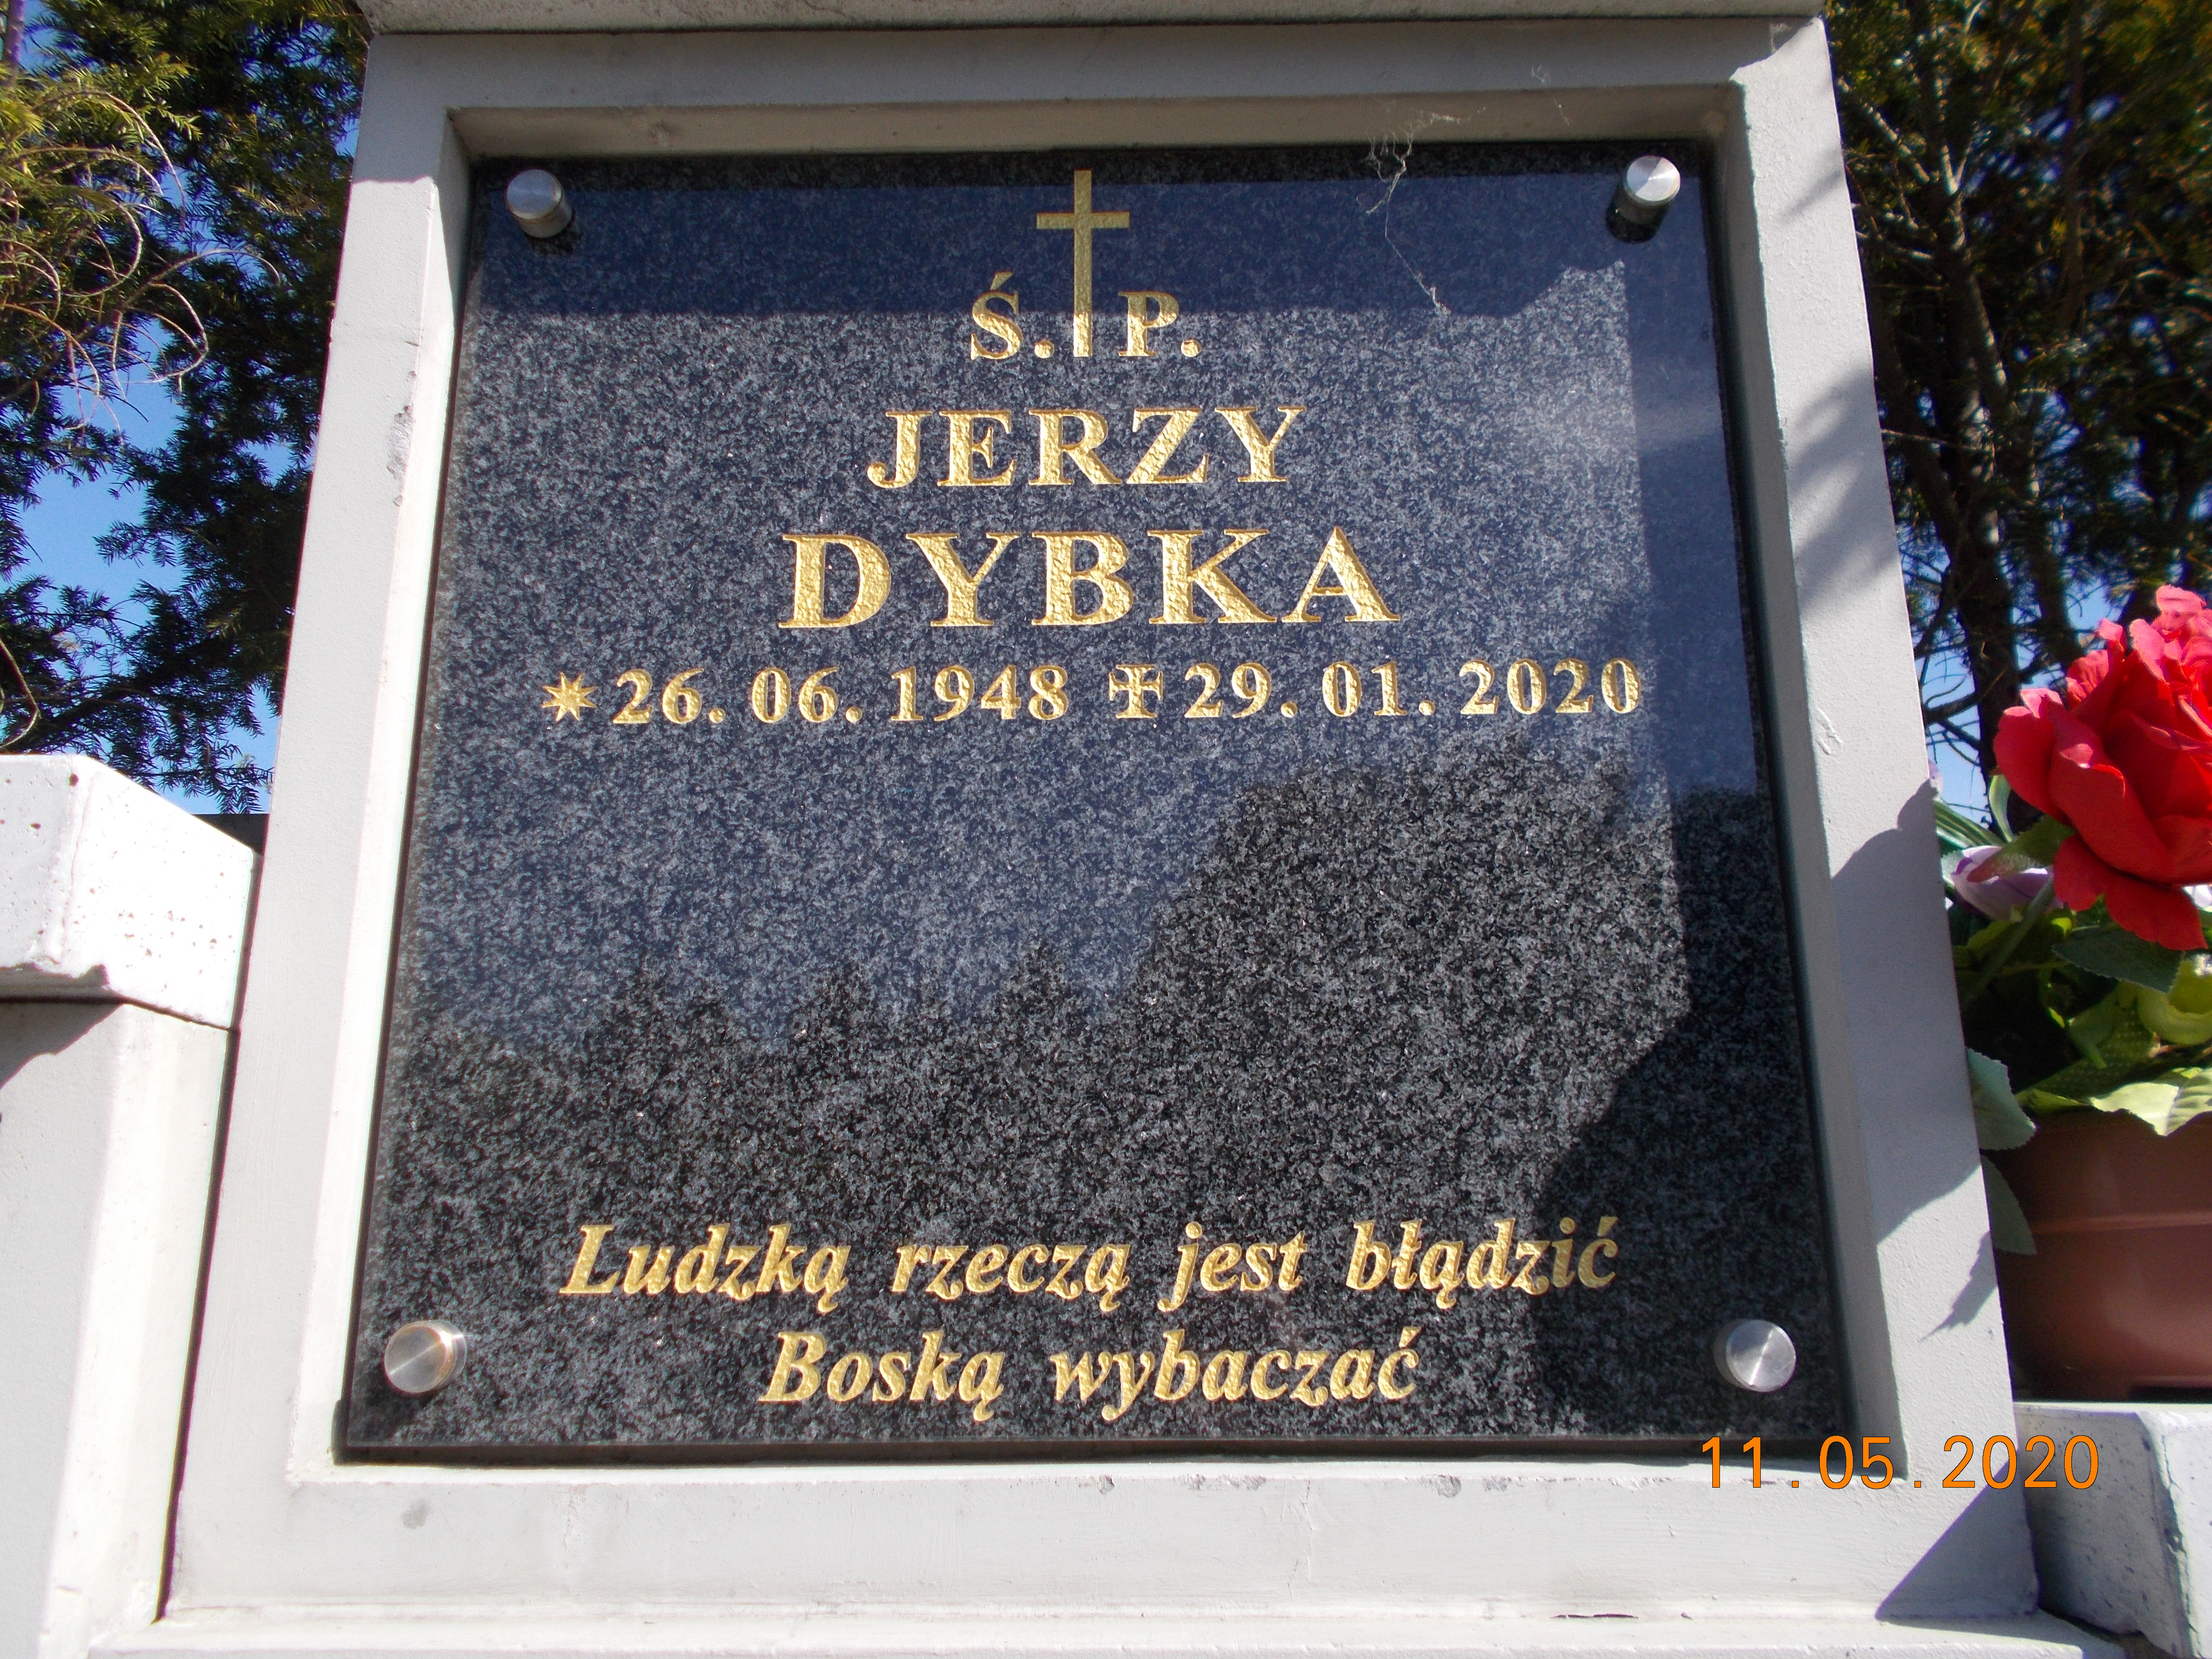 Ś. P.
JERZY
DYBKA
✴26. 06. 1948 ✠29. 01. 2020
Ludzką rzeczą jest błądzić
Boską wybaczać
11.05.2020